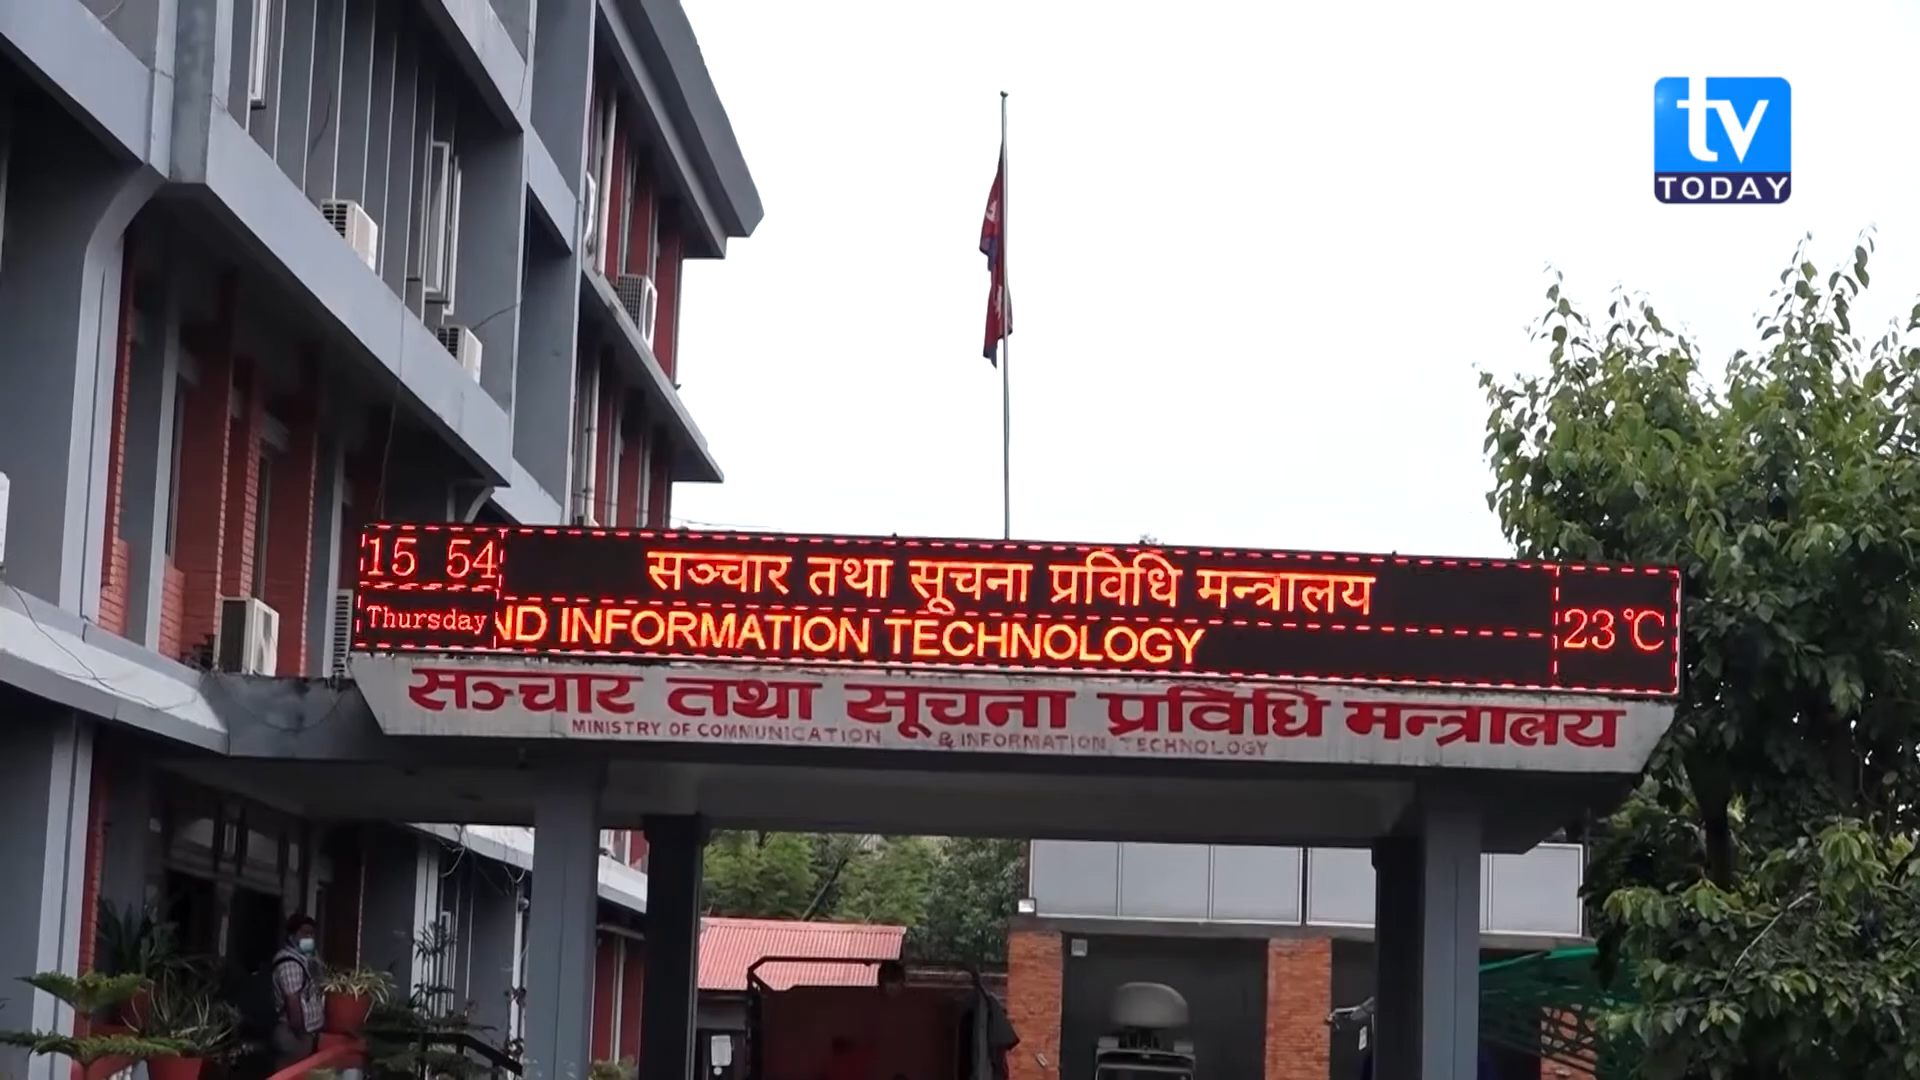 tv
TODAY
15 54
सञ्चार तथा सूचना प्रविधि मन्त्रालय
Thursday
ND INFORMATION TECHNOLOGY
23℃
सञ्चार तथा सूचना प्रविधि मन्त्रालय
MINISTRY OF COMMUNICATION & INFORMATION TECHNOLOGY